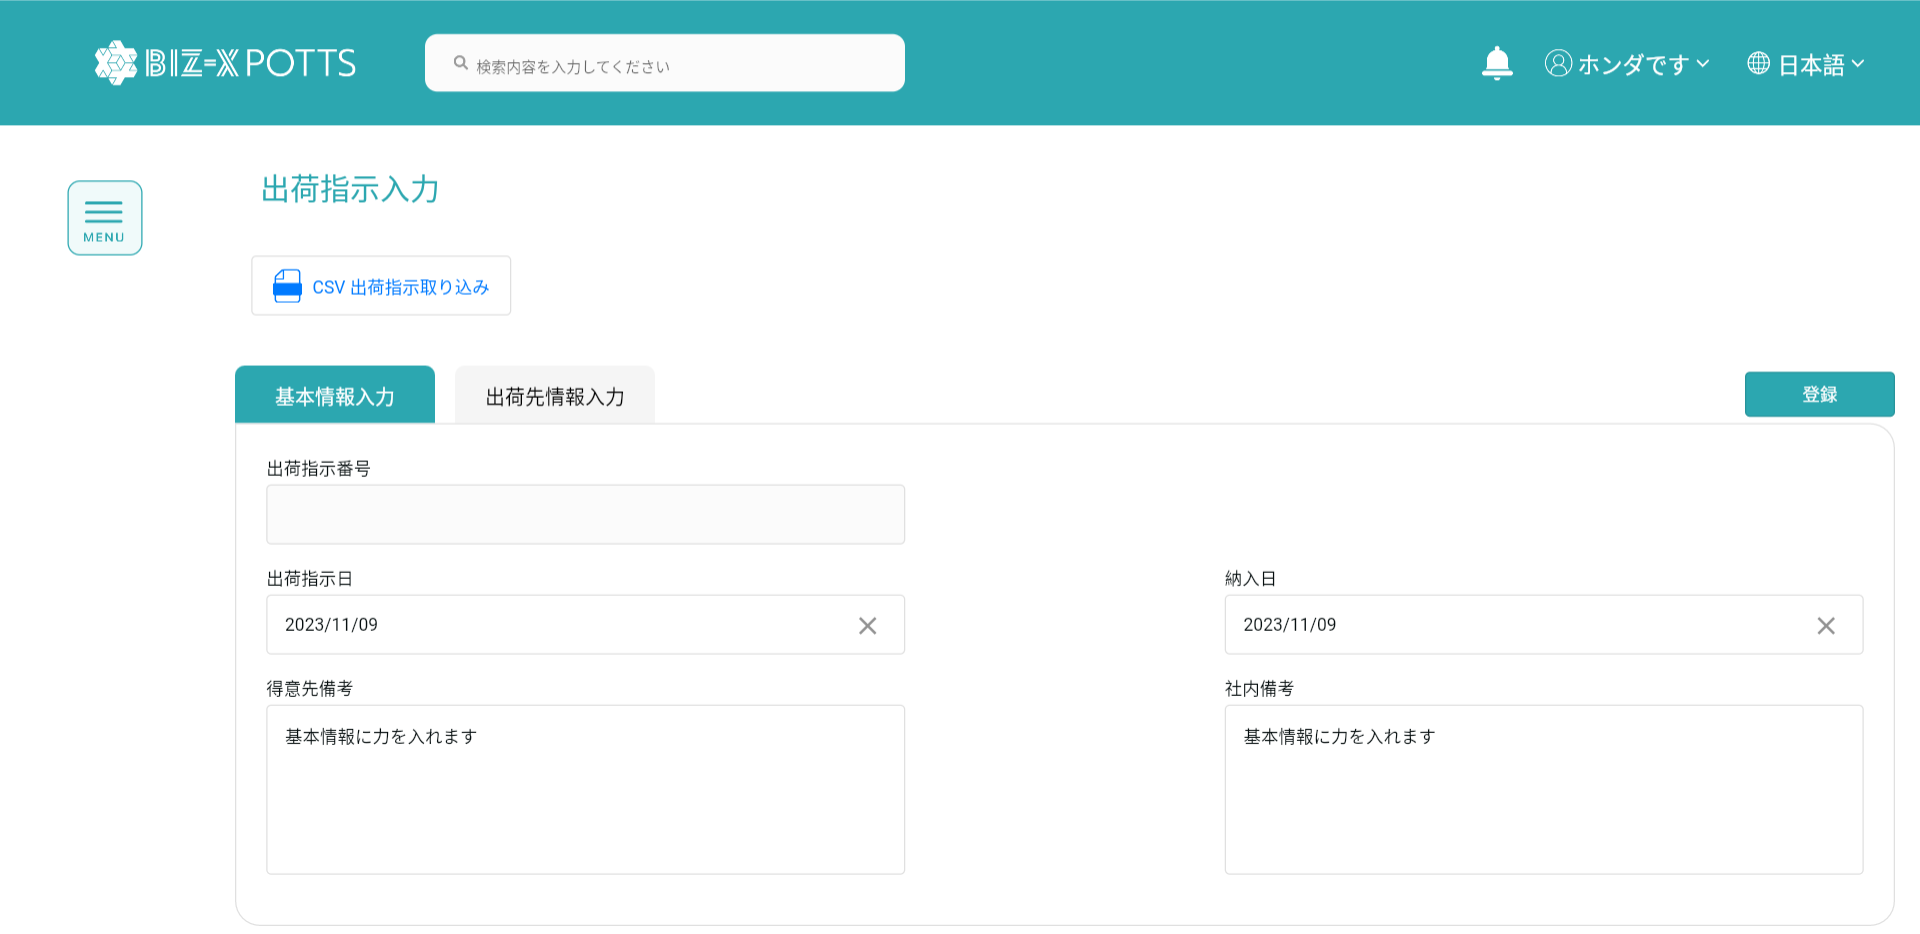 BIZ=X POTTS
検索内容を入力してください
ホンダです
日本語
MENU
出荷指示入力
CSV 出荷指示取り込み
基本情報入力
出荷先情報入力
登録
出荷指示番号
出荷指示日
納入日
2023/11/09
2023/11/09
得意先備考
社内備考
基本情報に力を入れます
基本情報に力を入れます